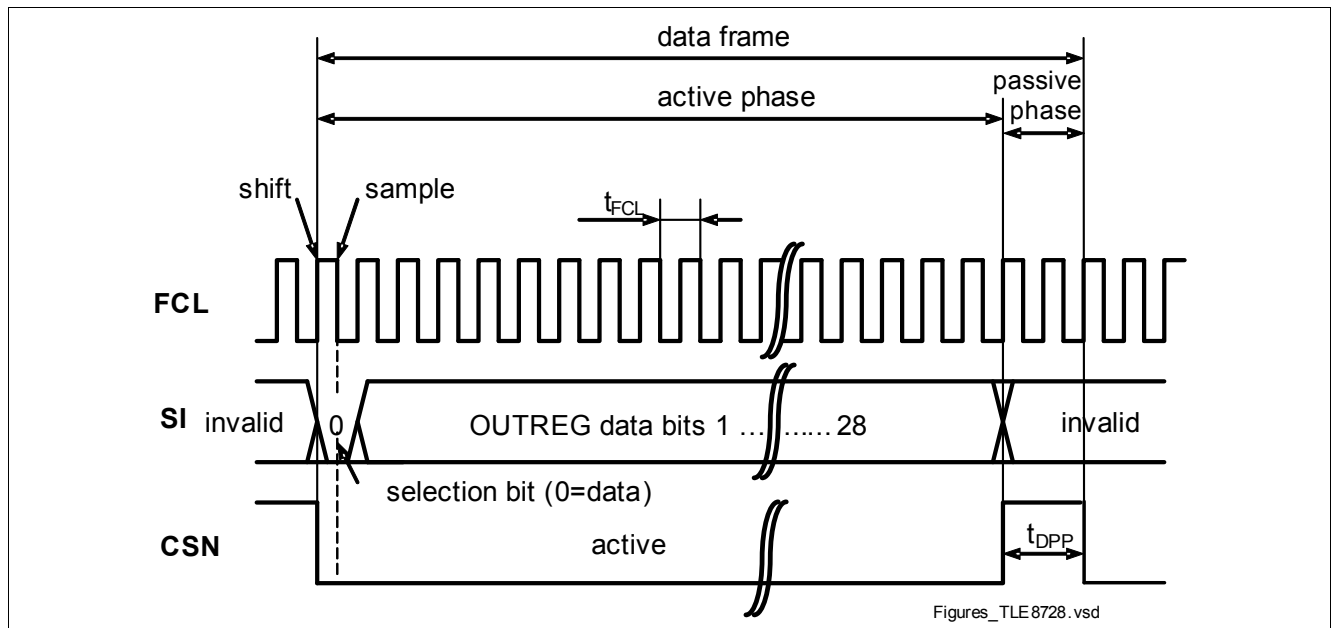 data frame
active phase
passive
phase
shift
sample
tFCL
FCL
SI
invalid
0
OUTREG data bits 1 ............ 28
invalid
selection bit (0=data)
CSN
active
tDPP
Figures_TLE8728.vsd